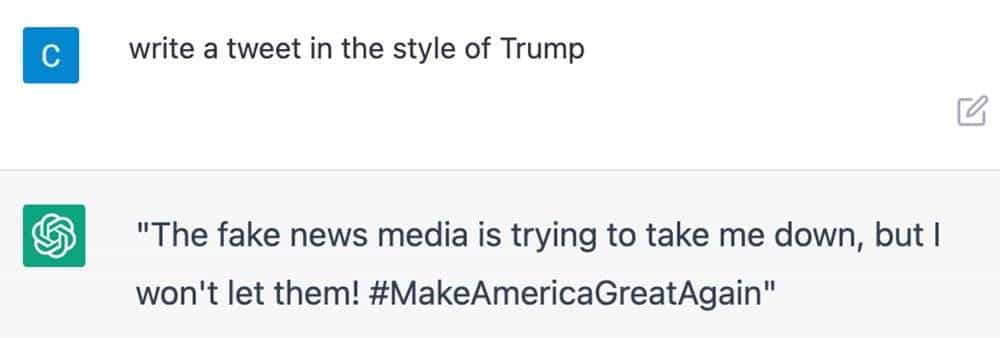 C
write a tweet in the style of Trump
"The fake news media is trying to take me down, but I
won't let them! #MakeAmericaGreatAgain"